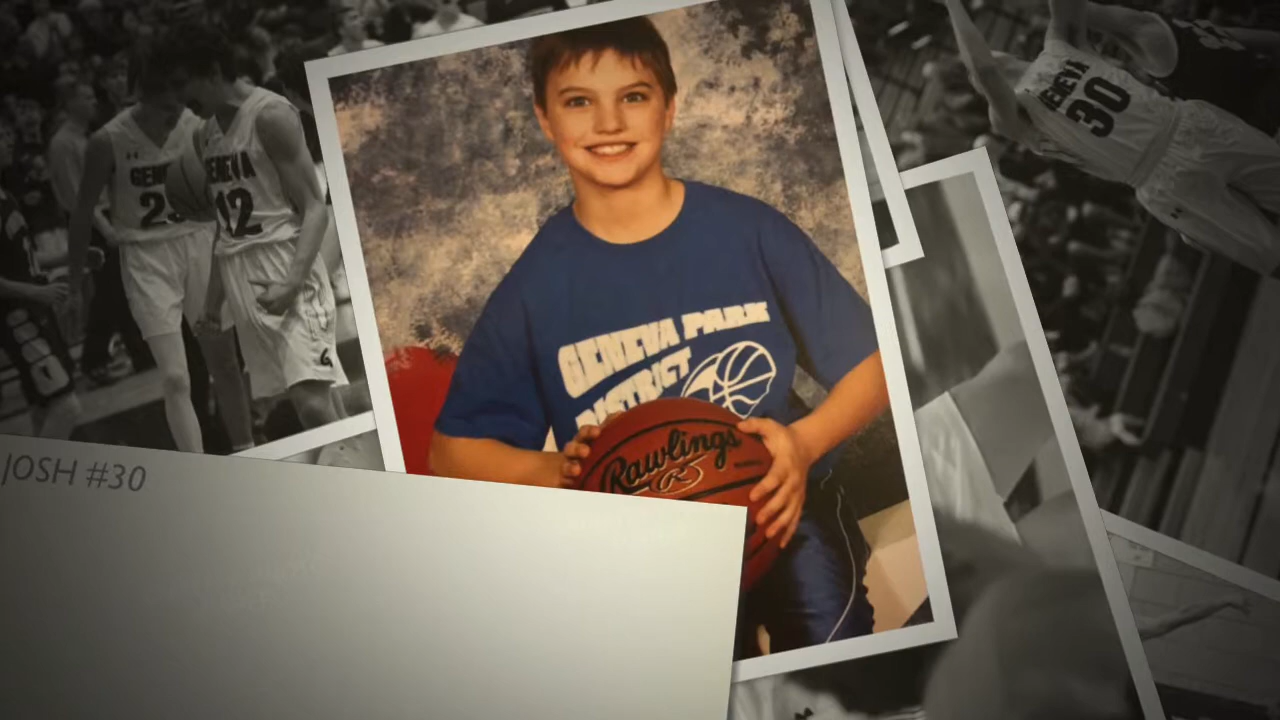 GENEVA
30
GENEVA
12
GENEVA PARK
DISTRICT
Rawlings
R
JOSH #30
G